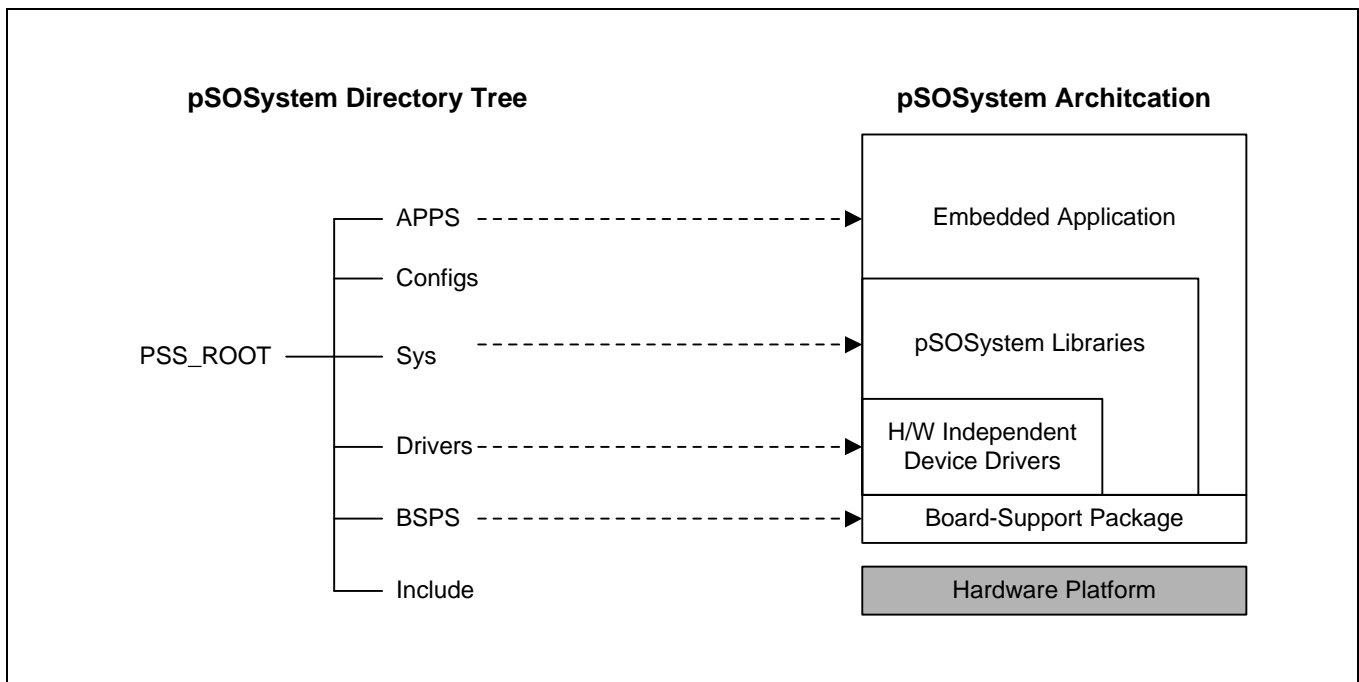 pSOSystem Directory Tree
pSOSystem Architcation
APPS
Configs
PSS_ROOT
Sys
Drivers
BSPS
Include
Embedded Application
pSOSystem Libraries
H/W Independent
Device Drivers
Board-Support Package
Hardware Platform